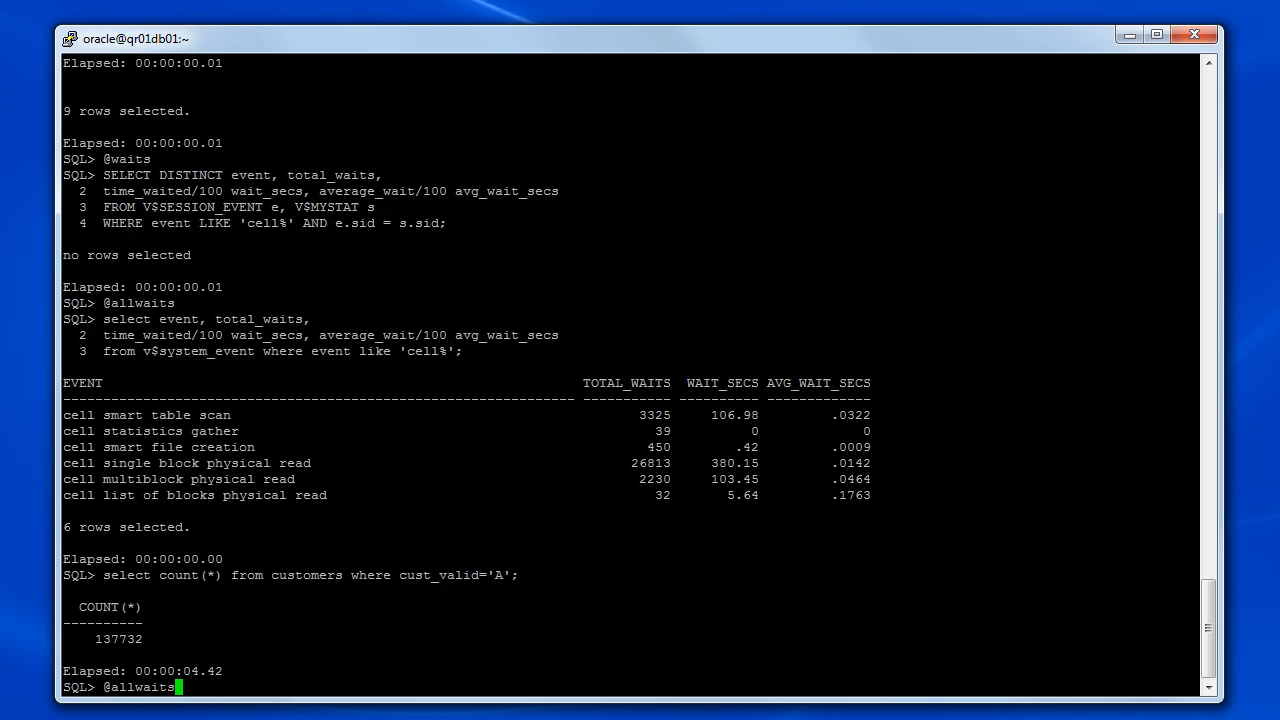 oracle@qr01db01:~
Elapsed: 00:00:00.01
9 rows selected.
Elapsed: 00:00:00.01
SQL> @waits
SQL> SELECT DISTINCT event, total_waits,
2 time_waited/100 wait_secs, average_wait/100 avg_wait_secs
3 FROM V$SESSION_EVENT e, V$MYSTAT s
4 WHERE event LIKE 'cell%' AND e.sid = s.sid;
no rows selected
Elapsed: 00:00:00.01
SQL> @allwaits
SQL> select event, total_waits,
2 time_waited/100 wait_secs, average_wait/100 avg_wait_secs
3 from v$system_event where event like 'cell%';
EVENT TOTAL_WAITS WAIT_SECS AVG_WAIT_SECS
---------------------------------------------------------------- ----------- ---------- -------------
cell smart table scan 3325 106.98 .0322
cell statistics gather 39 0 0
cell smart file creation 450 .42 .0009
cell single block physical read 26813 380.15 .0142
cell multiblock physical read 2230 103.45 .0464
cell list of blocks physical read 32 5.64 .1763
6 rows selected.
Elapsed: 00:00:00.00
SQL> select count(*) from customers where cust_valid='A';
COUNT(*)
----------
137732
Elapsed: 00:00:04.42
SQL> @allwaits